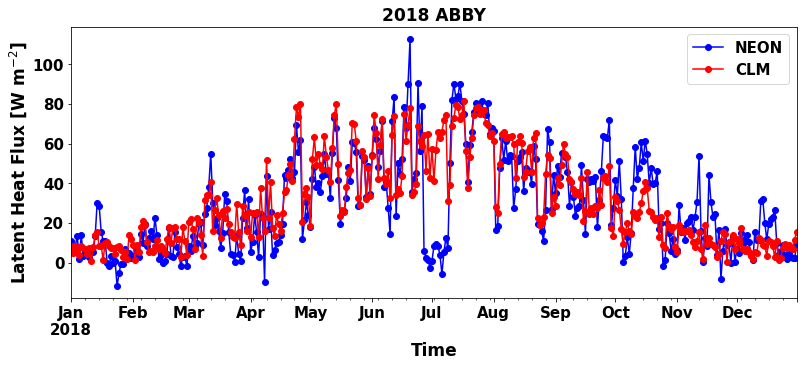 2018 ABBY
Latent Heat Flux [W m⁻²]
100
80
60
40
20
0
NEON
CLM
Jan Feb Mar Apr May Jun Jul Aug Sep Oct Nov Dec
2018
Time